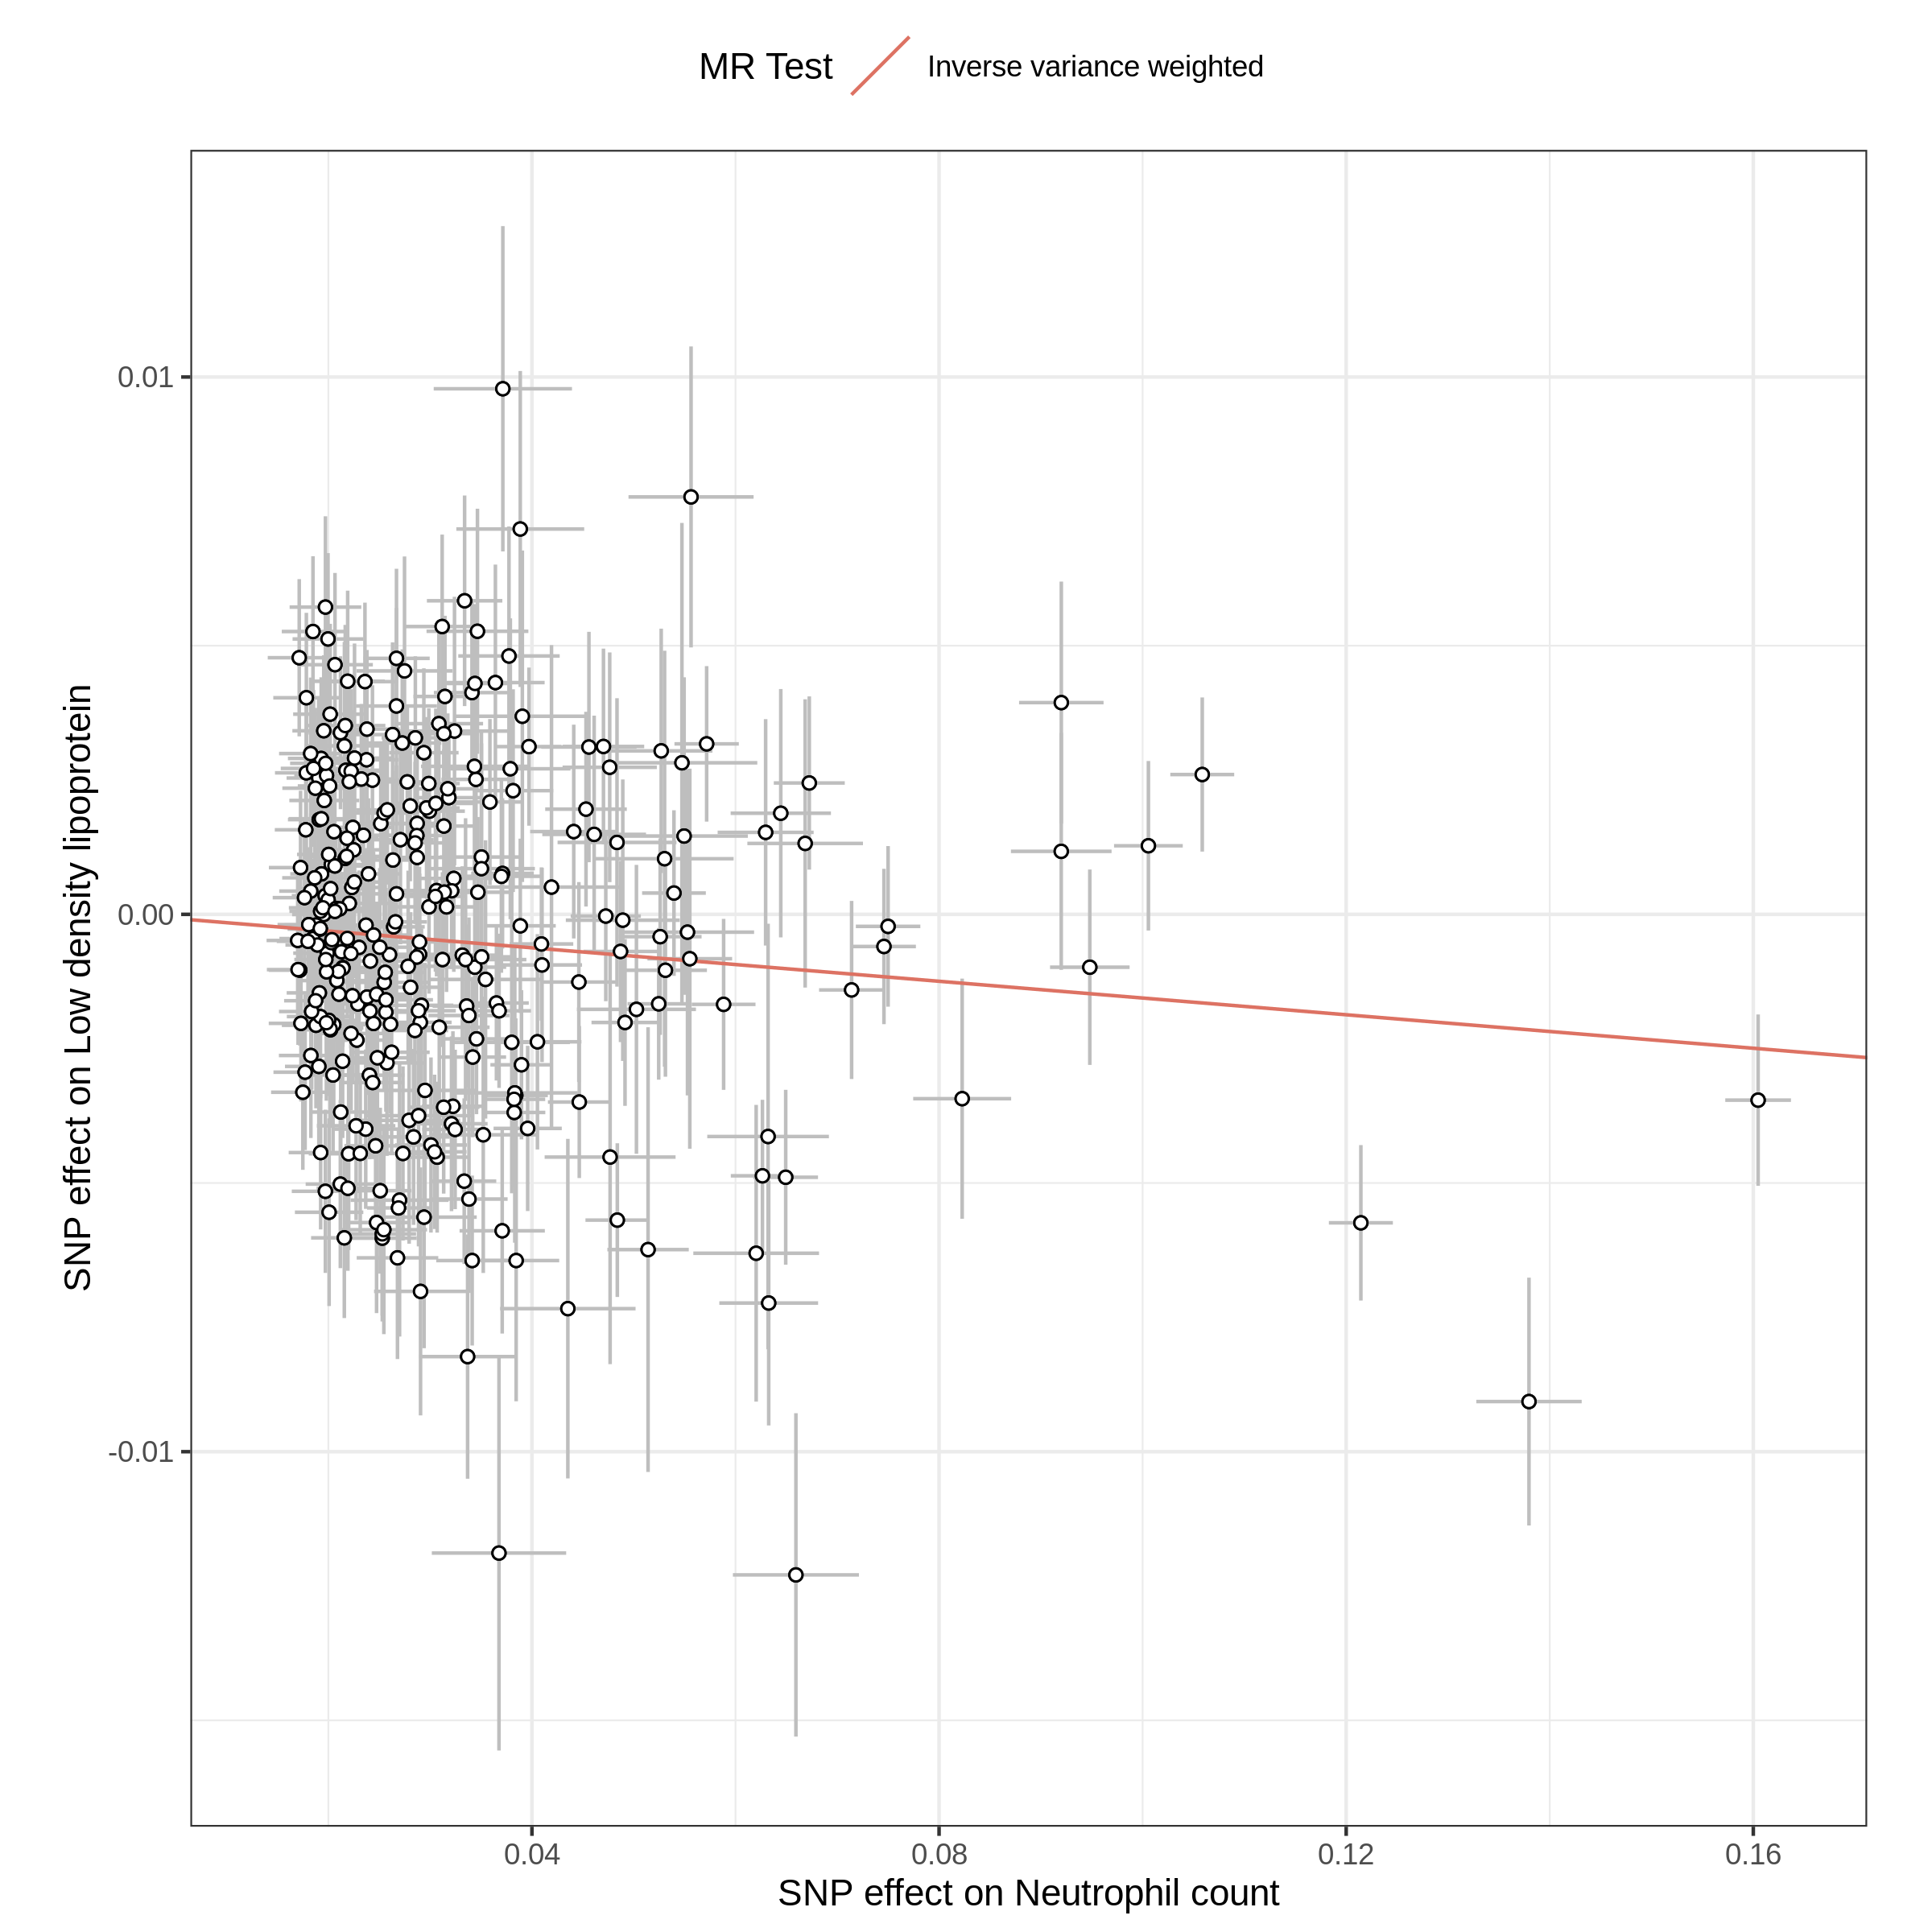 MR Test
Inverse variance weighted
SNP effect on Low density lipoprotein
0.01
0.00
-0.01
0.04
0.08
0.12
0.16
SNP effect on Neutrophil count